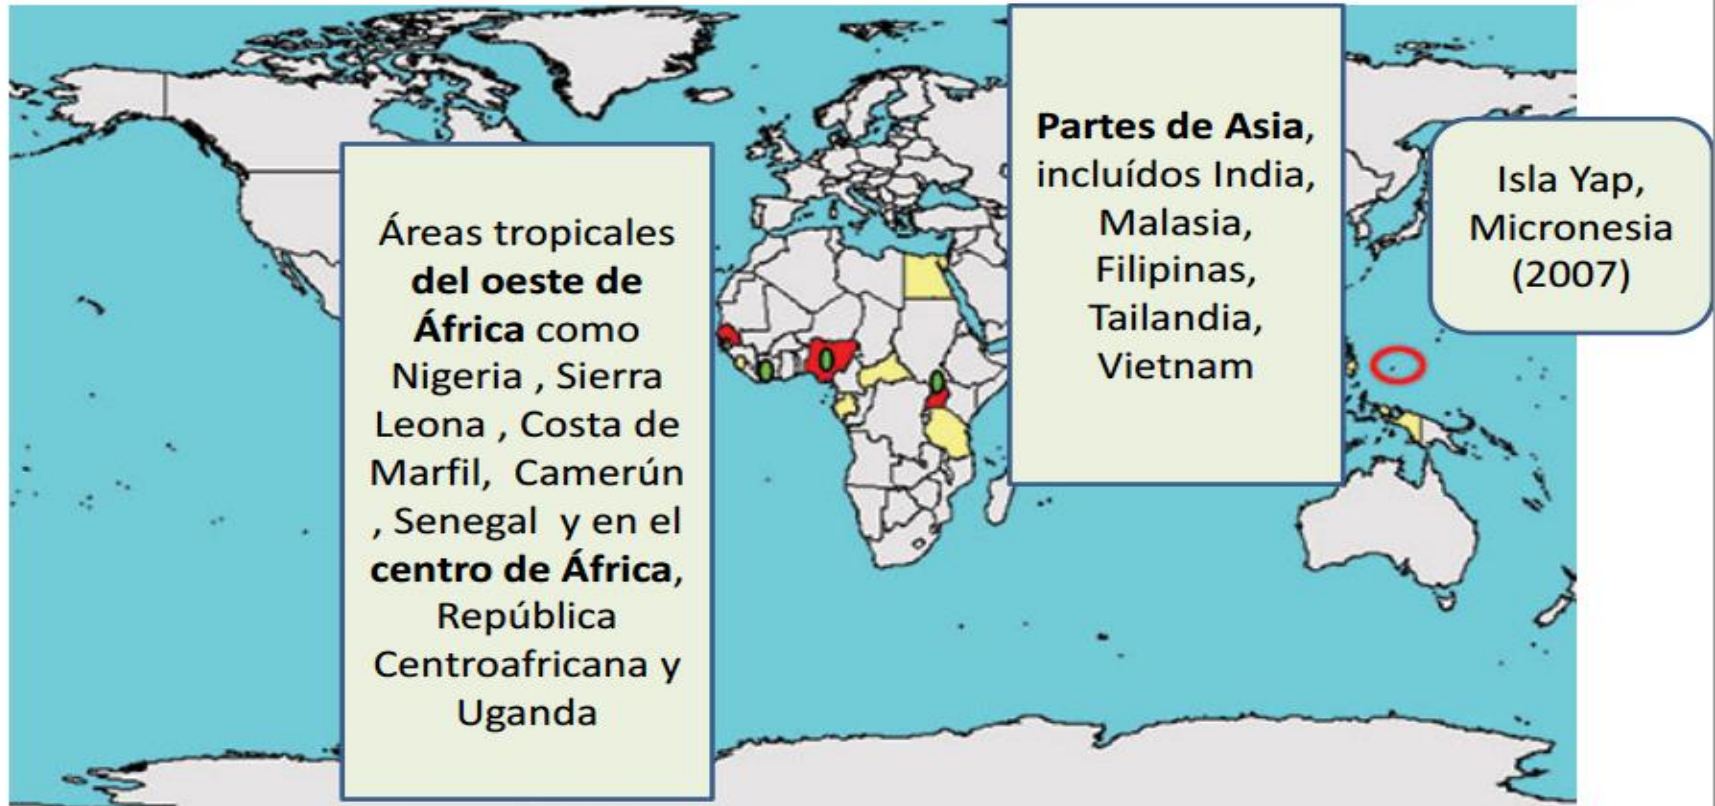 Áreas tropicales
del oeste de
África como
Nigeria , Sierra
Leona , Costa de
Marfil, Camerún
, Senegal y en el
centro de África,
República
Centroafricana y
Uganda
Partes de Asia,
incluídos India,
Malasia,
Filipinas,
Tailandia,
Vietnam
Isla Yap,
Micronesia
(2007)